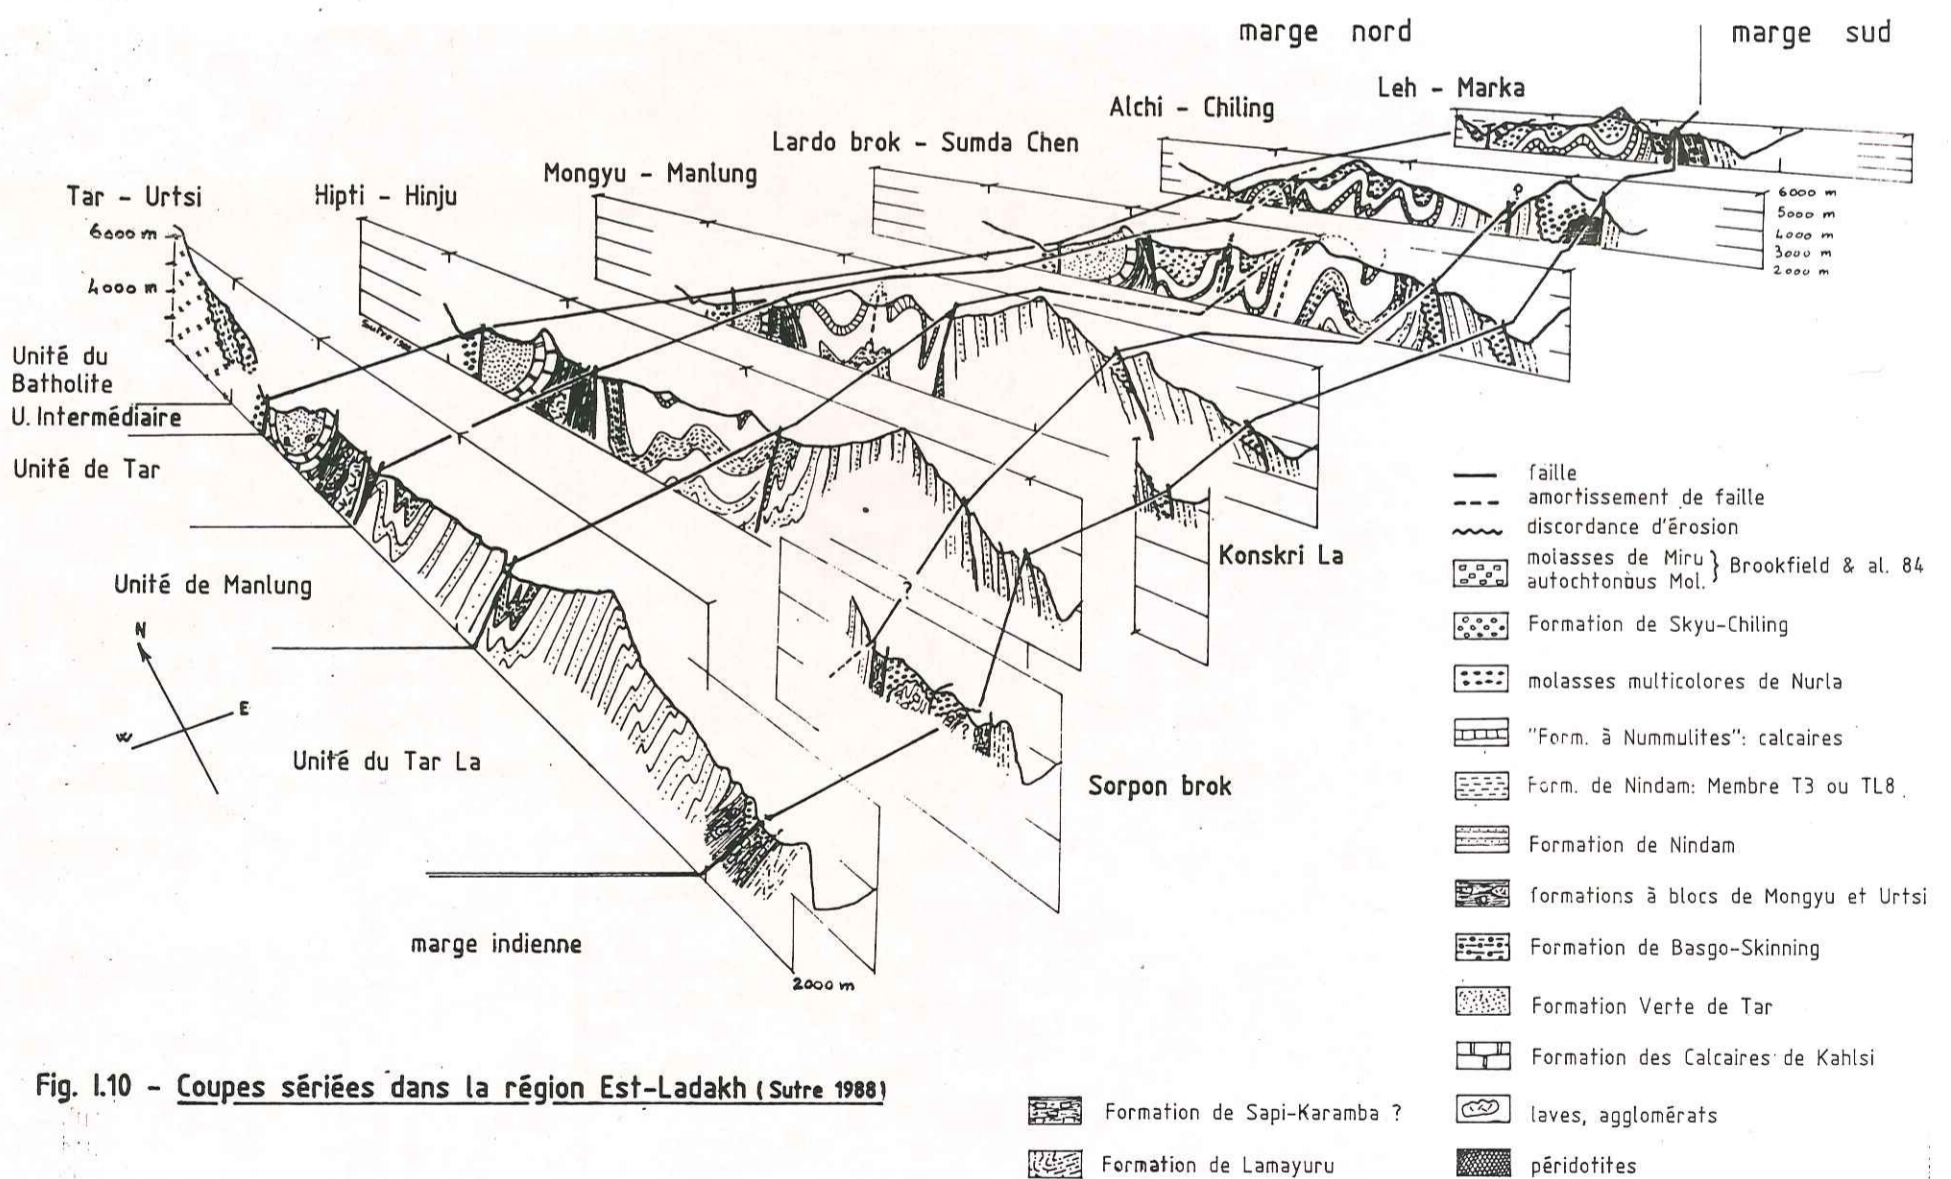 marge nord
marge sud
Leh - Marka
Alchi - Chiling
Lardo brok - Sumda Chen
Mongyu - Manlung
Hipti - Hinju
Tar - Urtsi
6000 m
4000 m
6000 m
5000 m
4000 m
3000 m
2000 m
Unité du
Batholite
U. Intermédiaire
Unité de Tar
Unité de Manlung
N
E
W
Unité du Tar La
marge indienne
2000 m
?
?
Konskri La
Sorpon brok
faille
amortissement de faille
discordance d'érosion
molasses de Miru } Brookfield & al. 84
autochtonous Mol.
Formation de Skyu-Chiling
molasses multicolores de Nurla
"Form. à Nummulites": calcaires
Form. de Nindam: Membre T3 ou TL8
Formation de Nindam
formations à blocs de Mongyu et Urtsi
Formation de Basgo-Skinning
Formation Verte de Tar
Formation des Calcaires de Kahlsi
laves, agglomérats
péridotites
Formation de Sapi-Karamba ?
Formation de Lamayuru
Fig. I.10 - Coupes sériées dans la région Est-Ladakh (Sutre 1988)